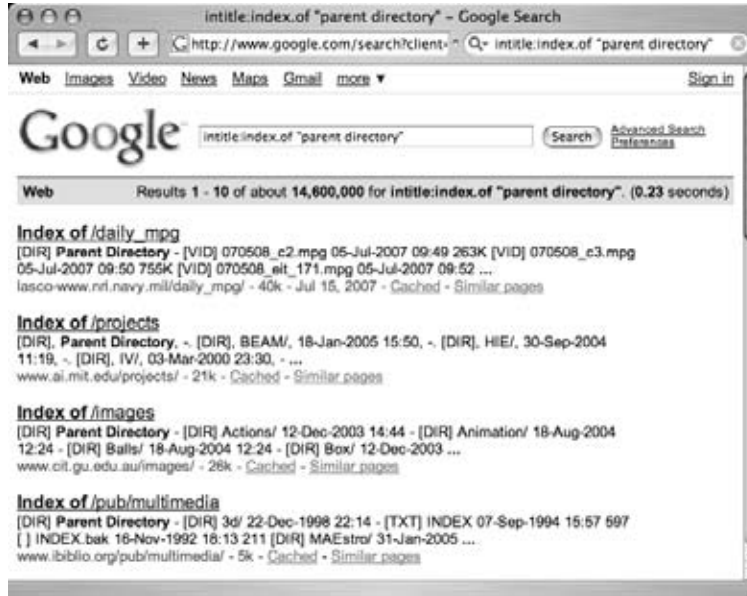 intitle:index.of "parent directory" – Google Search
http://www.google.com/search?client= intitle:index.of "parent directory"
Web Images Video News Maps Gmail more ▼ Sign in
Google intitle:index.of "parent directory" Search Advanced Search
Preferences
Web Results 1 - 10 of about 14,600,000 for intitle:index.of "parent directory". (0.23 seconds)
Index of /daily_mpg
[DIR] Parent Directory - [VID] 070508_c2.mpg 05-Jul-2007 09:49 263K [VID] 070508_c3.mpg
05-Jul-2007 09:50 755K [VID] 070508_eit_171.mpg 05-Jul-2007 09:52 ...
lasco-www.nrl.navy.mil/daily_mpg/ - 40k - Jul 15, 2007 - Cached - Similar pages
Index of /projects
[DIR], Parent Directory, -. [DIR], BEAM/, 18-Jan-2005 15:50, -. [DIR], HIE/, 30-Sep-2004
11:19, -. [DIR], IV/, 03-Mar-2000 23:30, - ...
www.ai.mit.edu/projects/ - 21k - Cached - Similar pages
Index of /images
[DIR] Parent Directory - [DIR] Actions/ 12-Dec-2003 14:44 - [DIR] Animation/ 18-Aug-2004
12:24 - [DIR] Balls/ 18-Aug-2004 12:24 - [DIR] Box/ 12-Dec-2003 ...
www.cit.gu.edu.au/images/ - 26k - Cached - Similar pages
Index of /pub/multimedia
[DIR] Parent Directory - [DIR] 3d/ 22-Dec-1998 22:14 - [TXT] INDEX 07-Sep-1994 15:57 597
[ ] INDEX.bak 16-Nov-1992 18:13 211 [DIR] MAEstro/ 31-Jan-2005 ...
www.ibiblio.org/pub/multimedia/ - 5k - Cached - Similar pages